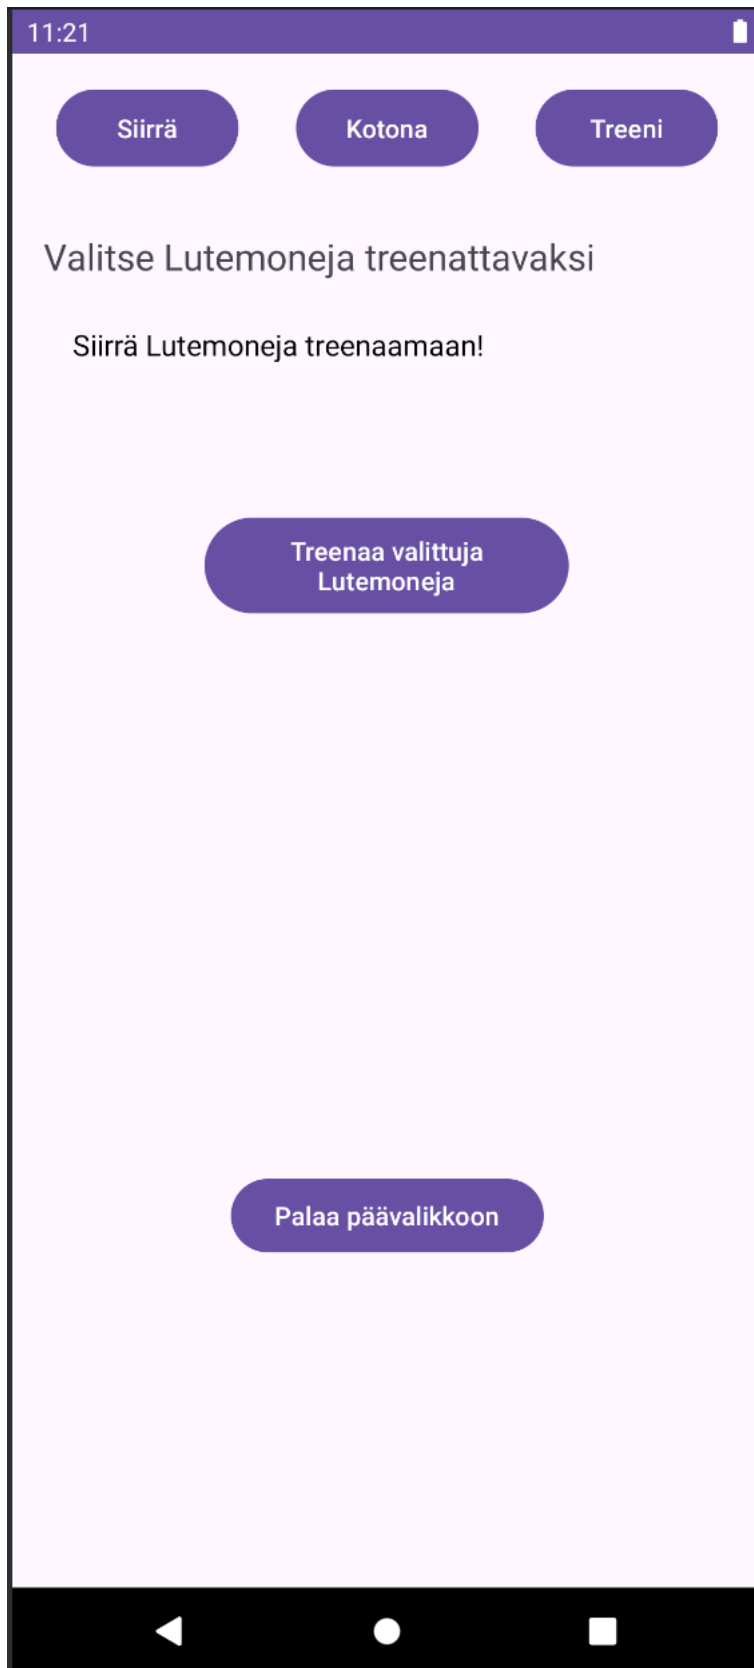 11:21
Siirrä Kotona Treeni
Valitse Lutemoneja treenattavaksi
Siirrä Lutemoneja treenaamaan!
Treenaa valittuja
Lutemoneja
Palaa päävalikkoon